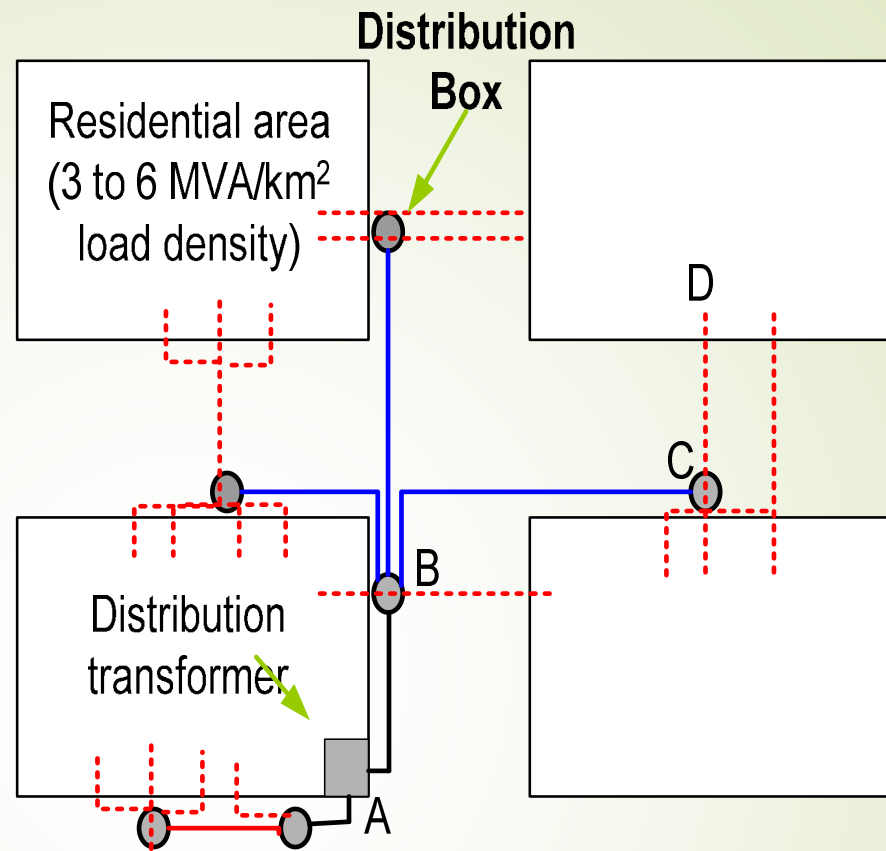 Distribution
Box
Residential area
(3 to 6 MVA/km²
load density)
D
C
B
Distribution
transformer
A